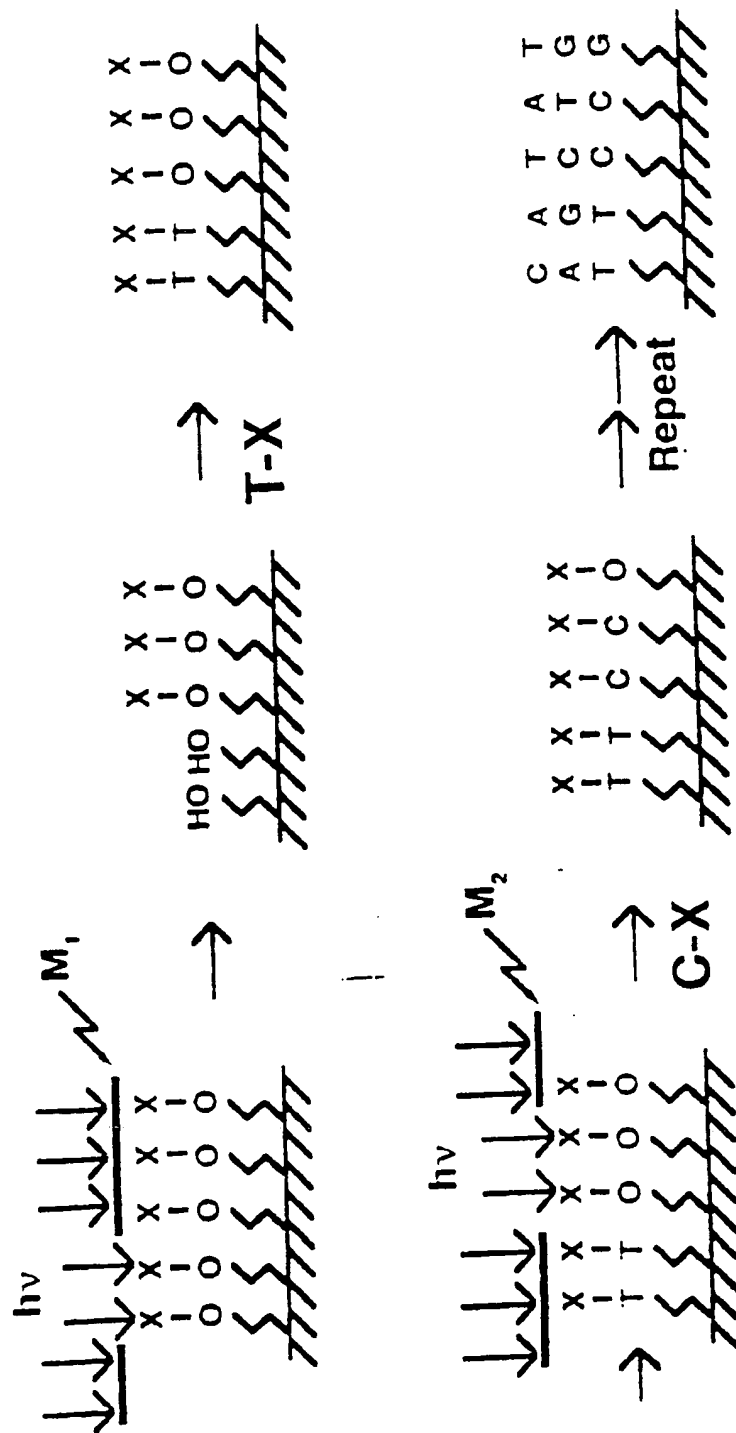 hν
M₁
X X X X X
O O O O O
X X X
HO HO O O O
T-X
X X X X X
T T O O O
hν
M₂
X X X X X
T T O O O
C-X
X X X X X
T T C C O
Repeat
C A T A T
A G C T G
T T C C G